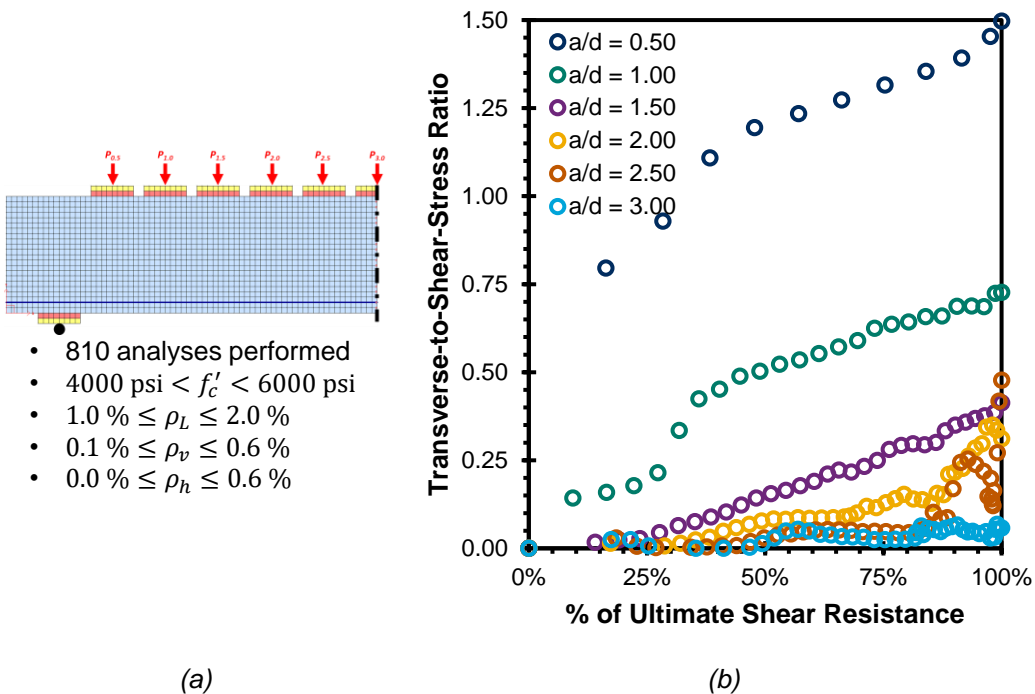 P0.5 P1.0 P1.5 P2.0 P2.5 P3.0
• 810 analyses performed
• 4000 psi < f′c < 6000 psi
• 1.0 % ≤ ρL ≤ 2.0 %
• 0.1 % ≤ ρv ≤ 0.6 %
• 0.0 % ≤ ρh ≤ 0.6 %
(a)
Transverse-to-Shear-Stress Ratio
1.50
1.25
1.00
0.75
0.50
0.25
0.00
a/d = 0.50
a/d = 1.00
a/d = 1.50
a/d = 2.00
a/d = 2.50
a/d = 3.00
0% 25% 50% 75% 100%
% of Ultimate Shear Resistance
(b)